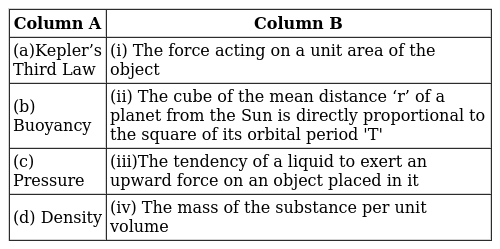 Column A
Column B
(a)Kepler’s
Third Law
(i) The force acting on a unit area of the
object
(b)
Buoyancy
(ii) The cube of the mean distance ‘r’ of a
planet from the Sun is directly proportional to
the square of its orbital period 'T'
(c)
Pressure
(iii)The tendency of a liquid to exert an
upward force on an object placed in it
(d) Density
(iv) The mass of the substance per unit
volume